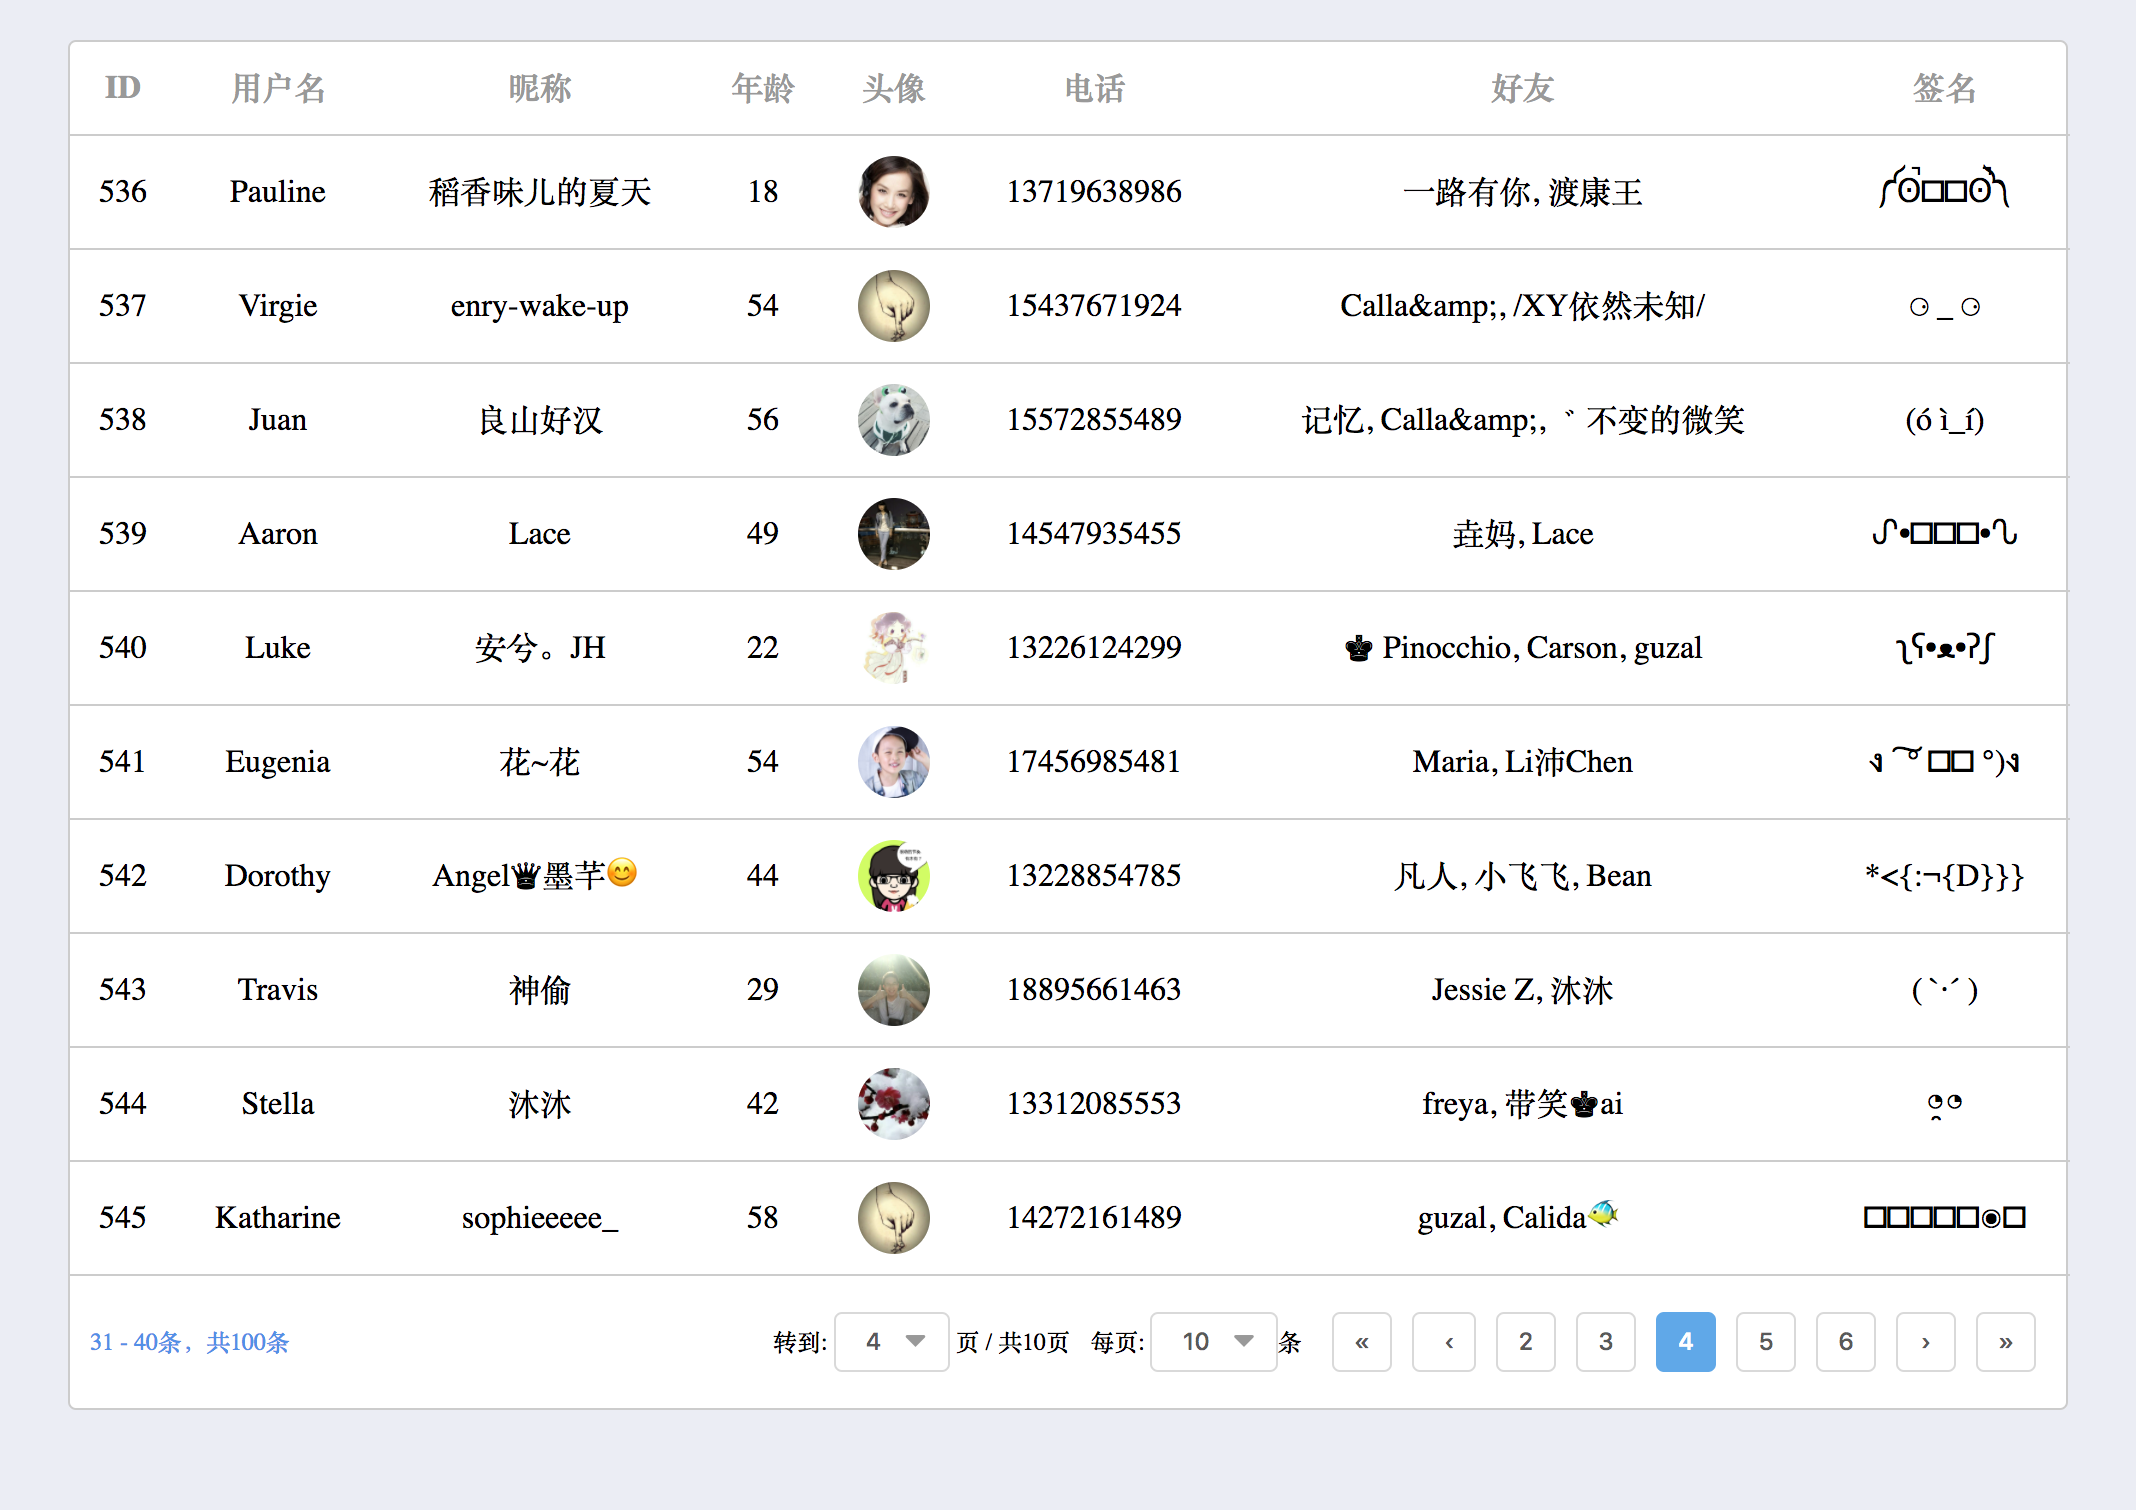 ID 用户名 昵称 年龄 头像 电话 好友 签名
536 Pauline 稻香味儿的夏天 18 13719638986 一路有你, 渡康王
537 Virgie enry-wake-up 54 15437671924 Calla&amp;, /XY依然未知/ ⚆ _ ⚆
538 Juan 良山好汉 56 15572855489 记忆, Calla&amp;, ゛不变的微笑 (ó ì_í)
539 Aaron Lace 49 14547935455 垚妈, Lace ᔑ•□□□•ᔐ
540 Luke 安兮。JH 22 13226124299 ♚ Pinocchio, Carson, guzal ʅʕ•ᴥ•ʔʃ
541 Eugenia 花~花 54 17456985481 Maria, Li沛Chen ง ͠° □□ °)ง
542 Dorothy Angel♛墨芊😊 44 13228854785 凡人, 小飞飞, Bean *<{:¬{D}}}
543 Travis 神偷 29 18895661463 Jessie Z, 沐沐 ( `·´ )
544 Stella 沐沐 42 13312085553 freya, 带笑♚ai ◔̯◔
545 Katharine sophieeeee_ 58 14272161489 guzal, Calida🐠 □□□□□◉□
31 - 40条，共100条 转到: 4 页 / 共10页 每页: 10 条 « ‹ 2 3 4 5 6 › »